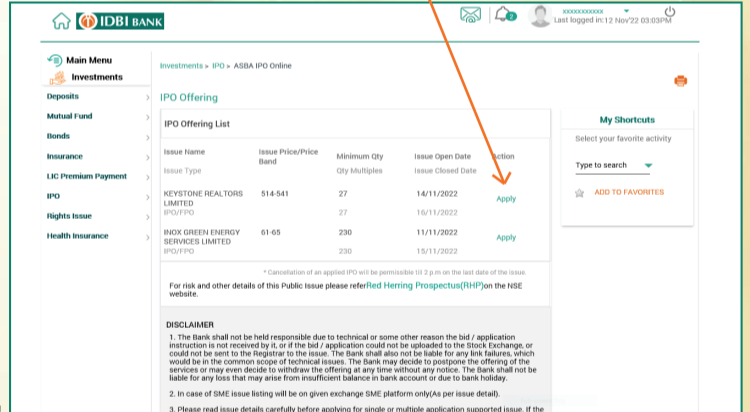 IDBI BANK
2
xxxxxxxxxxx
Last logged in:12 Nov'22 03:03PM
Main Menu
Investments
Deposits
Mutual Fund
Bonds
Insurance
LIC Premium Payment
IPO
Rights Issue
Health Insurance
Investments > IPO > ASBA IPO Online
IPO Offering
IPO Offering List
Issue Name Issue Price/Price Band Minimum Qty Issue Open Date Action
Issue Type Qty Multiples Issue Closed Date
KEYSTONE REALTORS LIMITED 514-541 27 14/11/2022 Apply
IPO/FPO 27 16/11/2022
INOX GREEN ENERGY SERVICES LIMITED 61-65 230 11/11/2022 Apply
IPO/FPO 230 15/11/2022
* Cancellation of an applied IPO will be permissible till 2 p.m on the last date of the issue.
For risk and other details of this Public Issue please referRed Herring Prospectus(RHP)on the NSE
website.
DISCLAIMER
1. The Bank shall not be held responsible due to technical or some other reason the bid / application
instruction is not received by it, or if the bid / application could not be uploaded to the Stock Exchange, or
could not be sent to the Registrar to the issue. The Bank shall also not be liable for any link failures, which
would be in the common scope of technical issues. The Bank may decide to postpone the offering of the
services or may even decide to withdraw the offering at any time without any notice. The Bank shall not be
liable for any loss that may arise from insufficient balance in bank account or due to bank holiday.
2. In case of SME issue listing will be on given exchange SME platform only(As per issue detail).
3. Please read issue details carefully before applying for single or multiple application supported issue. If the
My Shortcuts
Select your favorite activity
Type to search
ADD TO FAVORITES